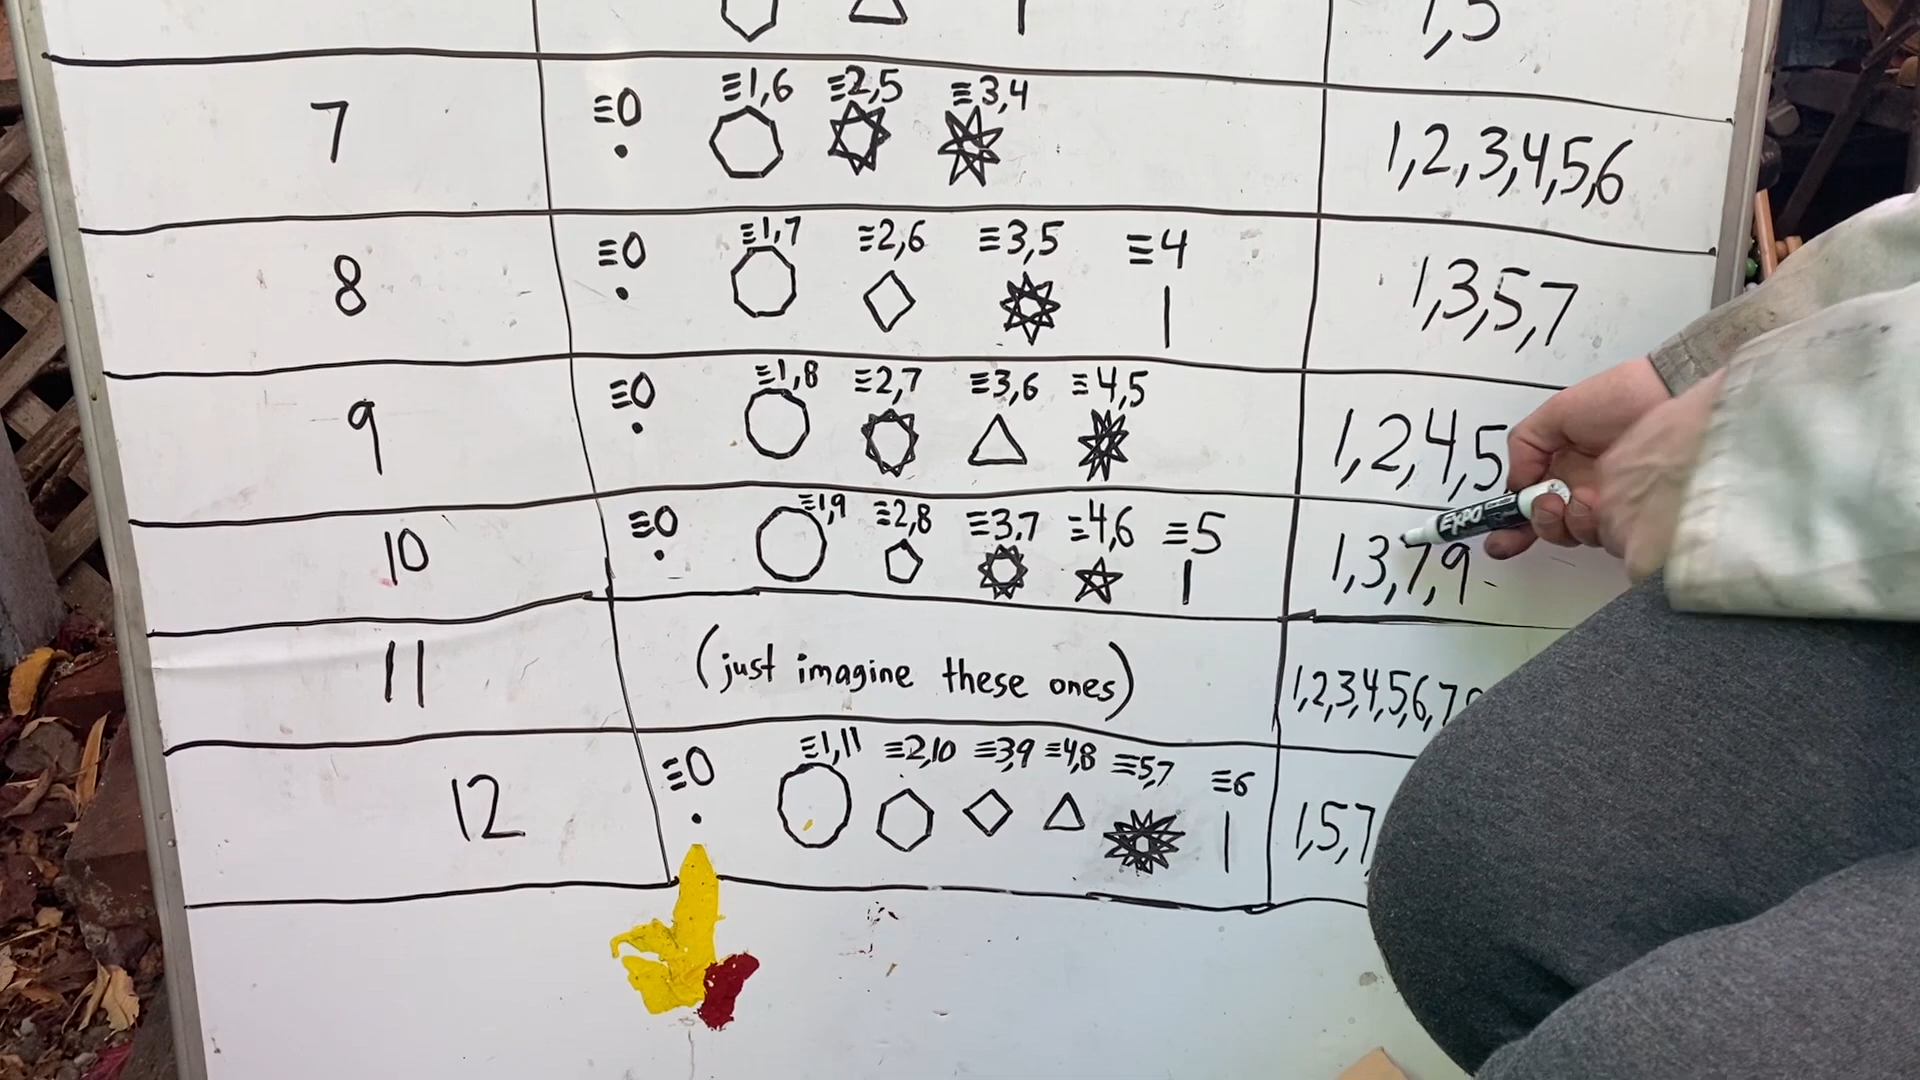 1,5
7 ≡0 ≡1,6 ≡2,5 ≡3,4 1,2,3,4,5,6
8 ≡0 ≡1,7 ≡2,6 ≡3,5 ≡4 1,3,5,7
9 ≡0 ≡1,8 ≡2,7 ≡3,6 ≡4,5 1,2,4,5
10 ≡0 ≡1,9 ≡2,8 ≡3,7 ≡4,6 ≡5 1,3,7,9
EXPO
11 (just imagine these ones) 1,2,3,4,5,6,7
12 ≡0 ≡1,11 ≡2,10 ≡3,9 ≡4,8 ≡5,7 ≡6 1,5,7